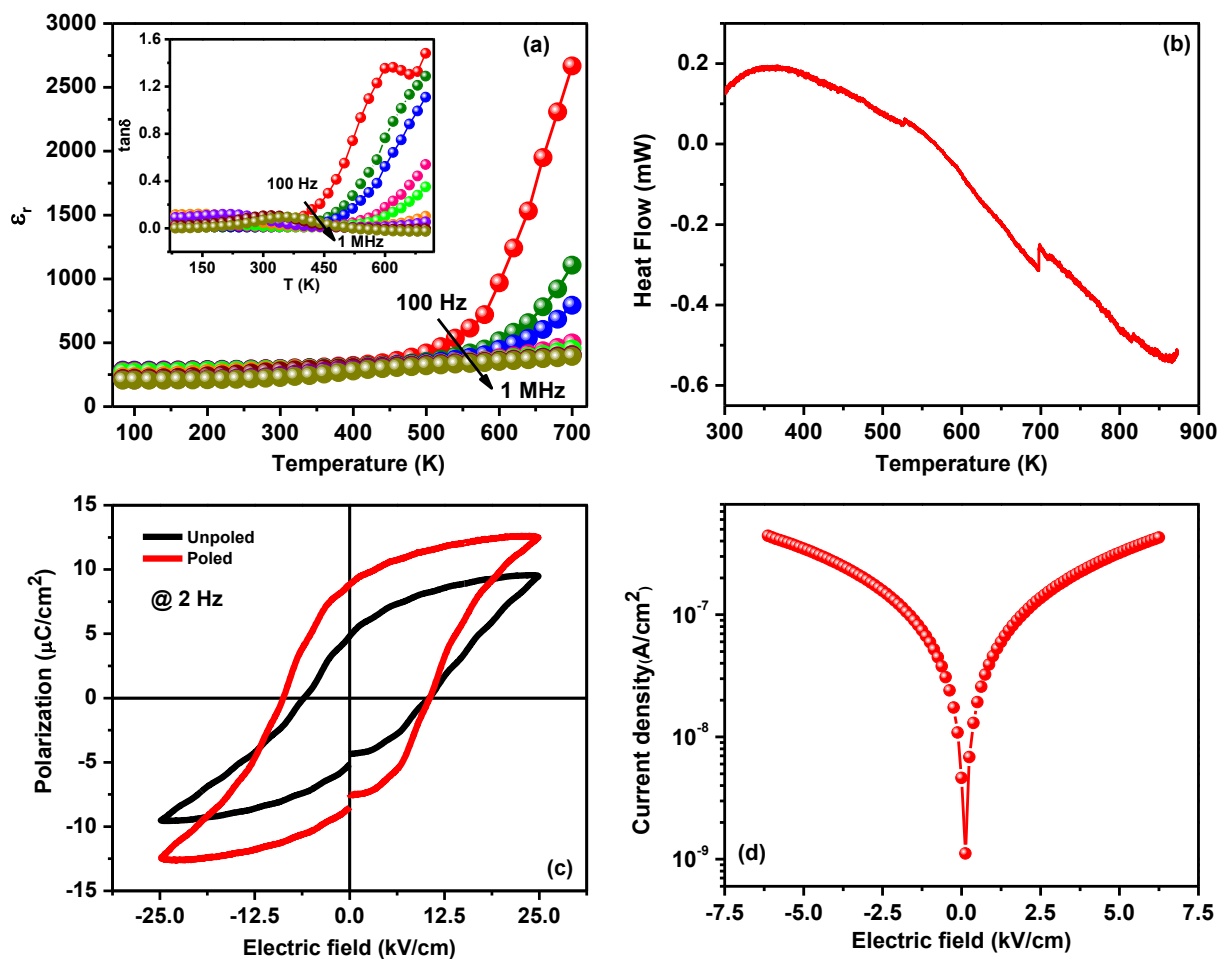 (a)
3000
2500
2000
1500
1000
500
0
εr
100 200 300 400 500 600 700
Temperature (K)
100 Hz
1 MHz
1.6
1.2
0.8
0.4
0.0
tanδ
150 300 450 600
T (K)
100 Hz
1 MHz
(b)
0.2
0.0
-0.2
-0.4
-0.6
Heat Flow (mW)
300 400 500 600 700 800 900
Temperature (K)
15
10
5
0
-5
-10
-15
Polarization (μC/cm²)
Unpoled
Poled
@ 2 Hz
(c)
-25.0 -12.5 0.0 12.5 25.0
Electric field (kV/cm)
10⁻⁷
10⁻⁸
10⁻⁹
Current density(A/cm²)
(d)
-7.5 -5.0 -2.5 0.0 2.5 5.0 7.5
Electric field (kV/cm)